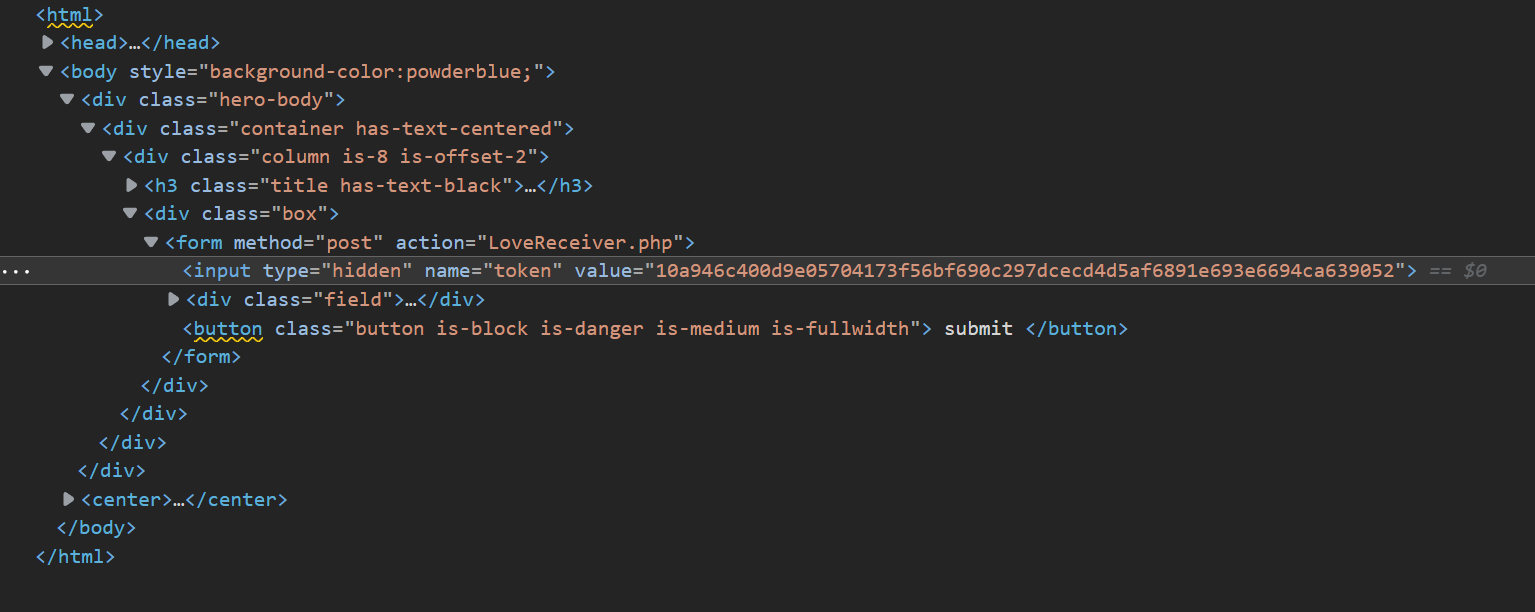 <html>
<head>…</head>
<body style="background-color:powderblue;">
<div class="hero-body">
<div class="container has-text-centered">
<div class="column is-8 is-offset-2">
<h3 class="title has-text-black">…</h3>
<div class="box">
<form method="post" action="LoveReceiver.php">
... <input type="hidden" name="token" value="10a946c400d9e05704173f56bf690c297dcecd4d5af6891e693e6694ca639052"> == $0
<div class="field">…</div>
<button class="button is-block is-danger is-medium is-fullwidth"> submit </button>
</form>
</div>
</div>
</div>
</div>
<center>…</center>
</body>
</html>